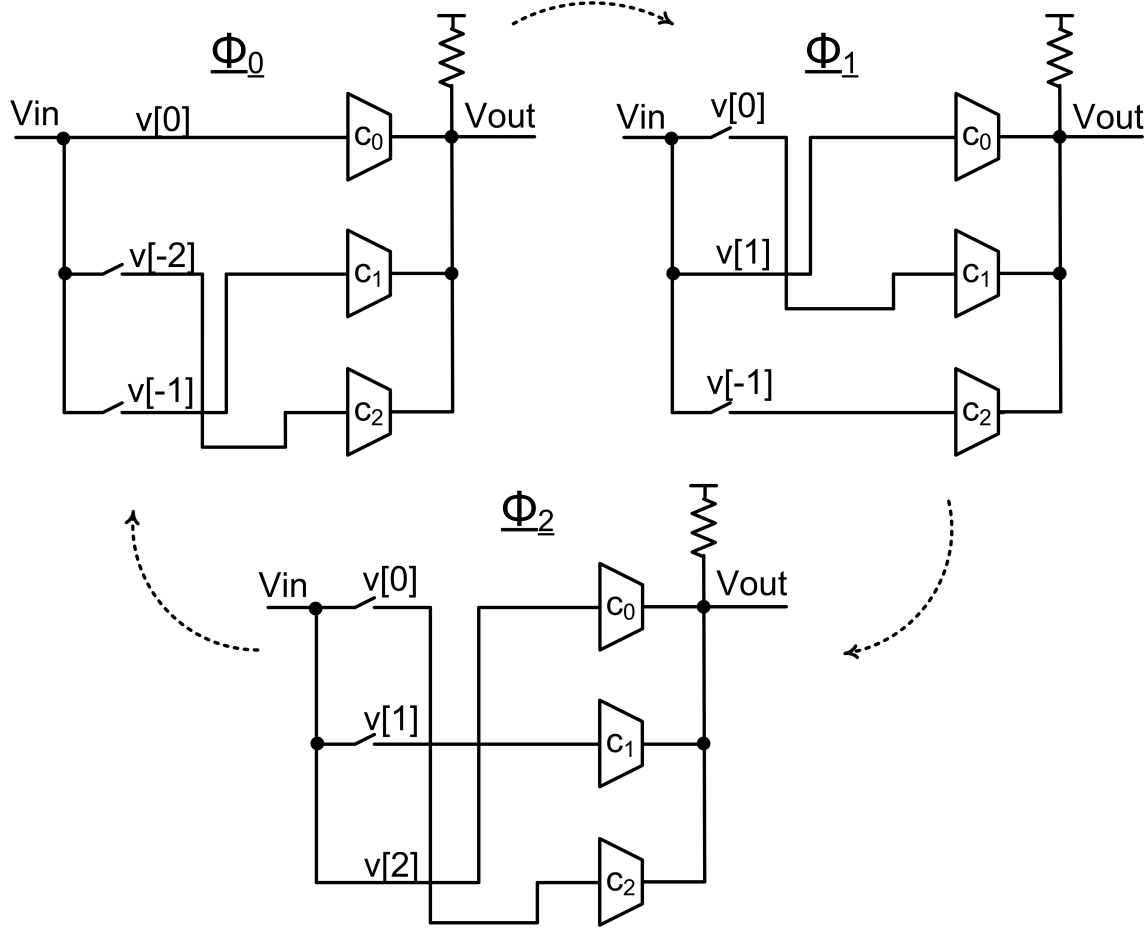 Φ0
Vin
v[0]
c0
Vout
v[-2]
c1
v[-1]
c2
Φ1
Vin
v[0]
c0
Vout
v[1]
c1
v[-1]
c2
Φ2
Vin
v[0]
c0
Vout
v[1]
c1
v[2]
c2